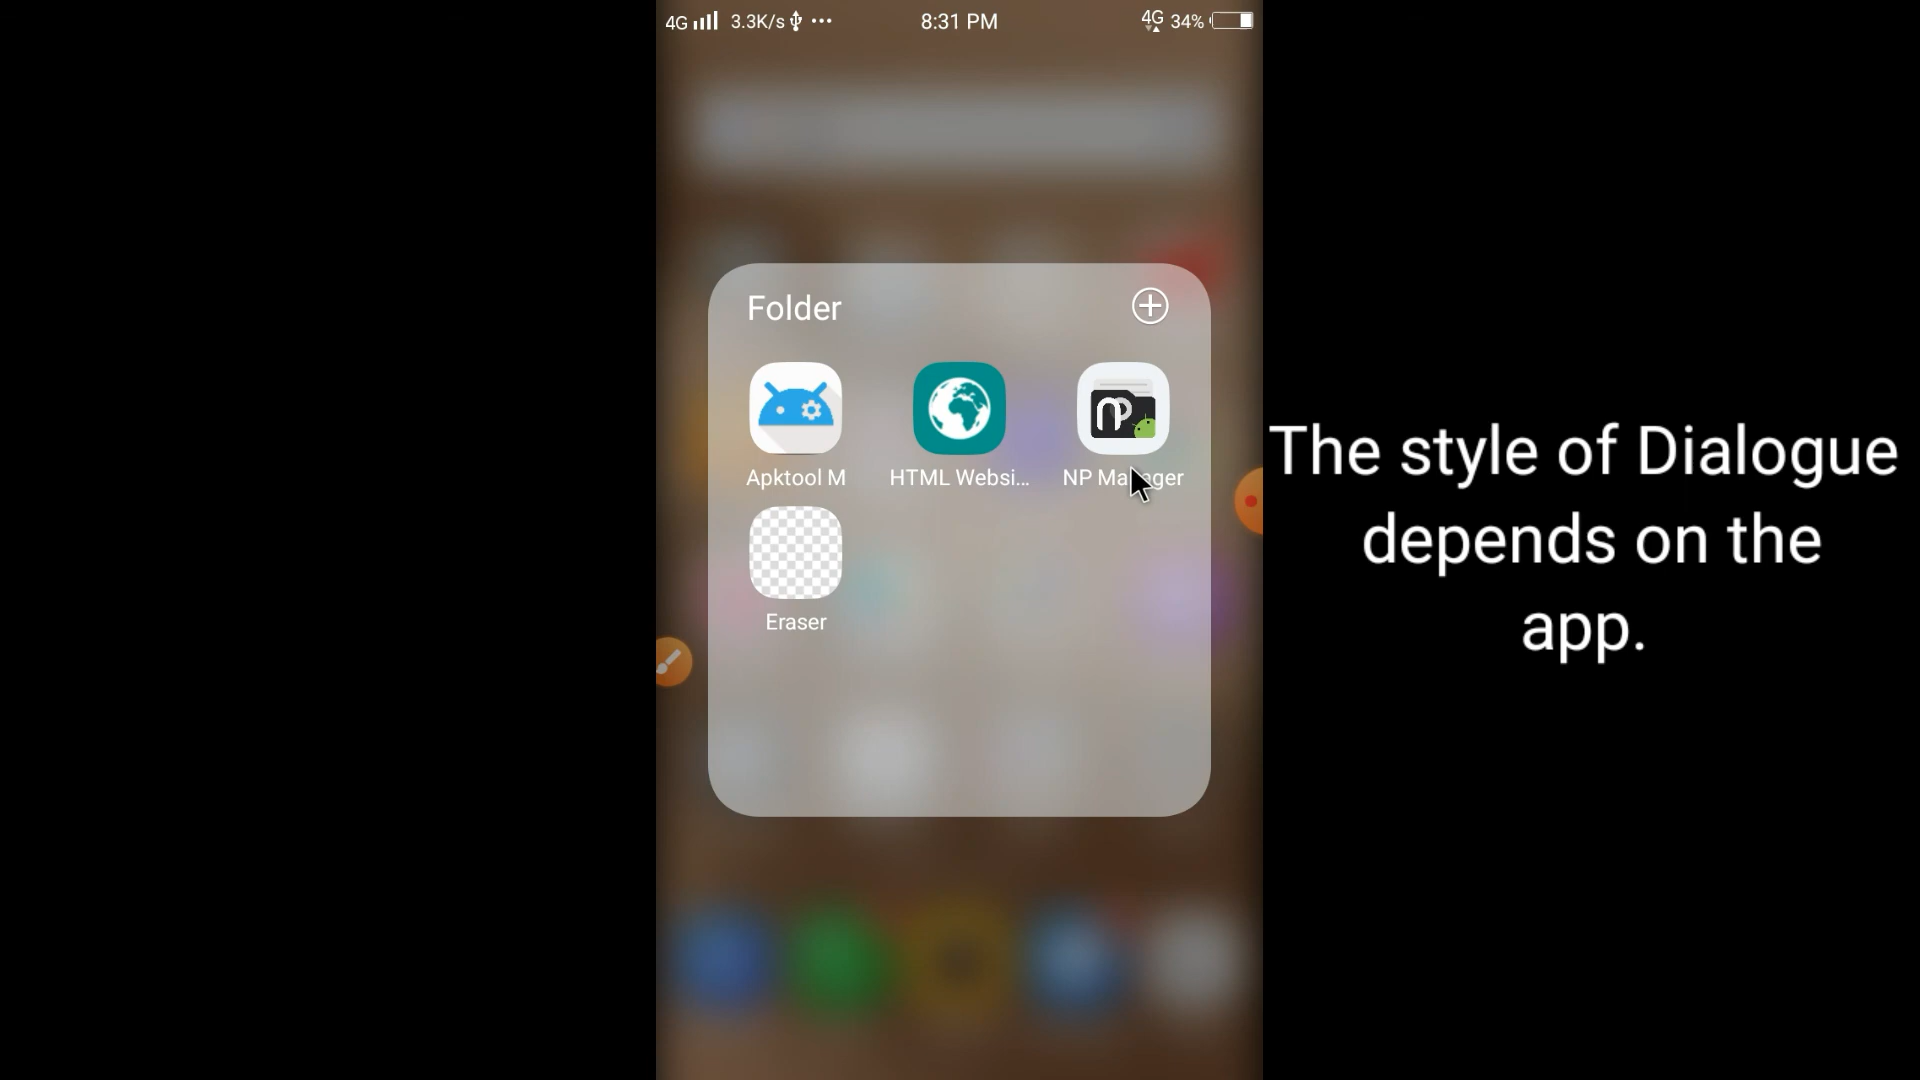 4G 3.3K/s ... 8:31 PM 4G 34%
Folder
Apktool M HTML Websi... NP Manager
Eraser
The style of Dialogue
depends on the
app.